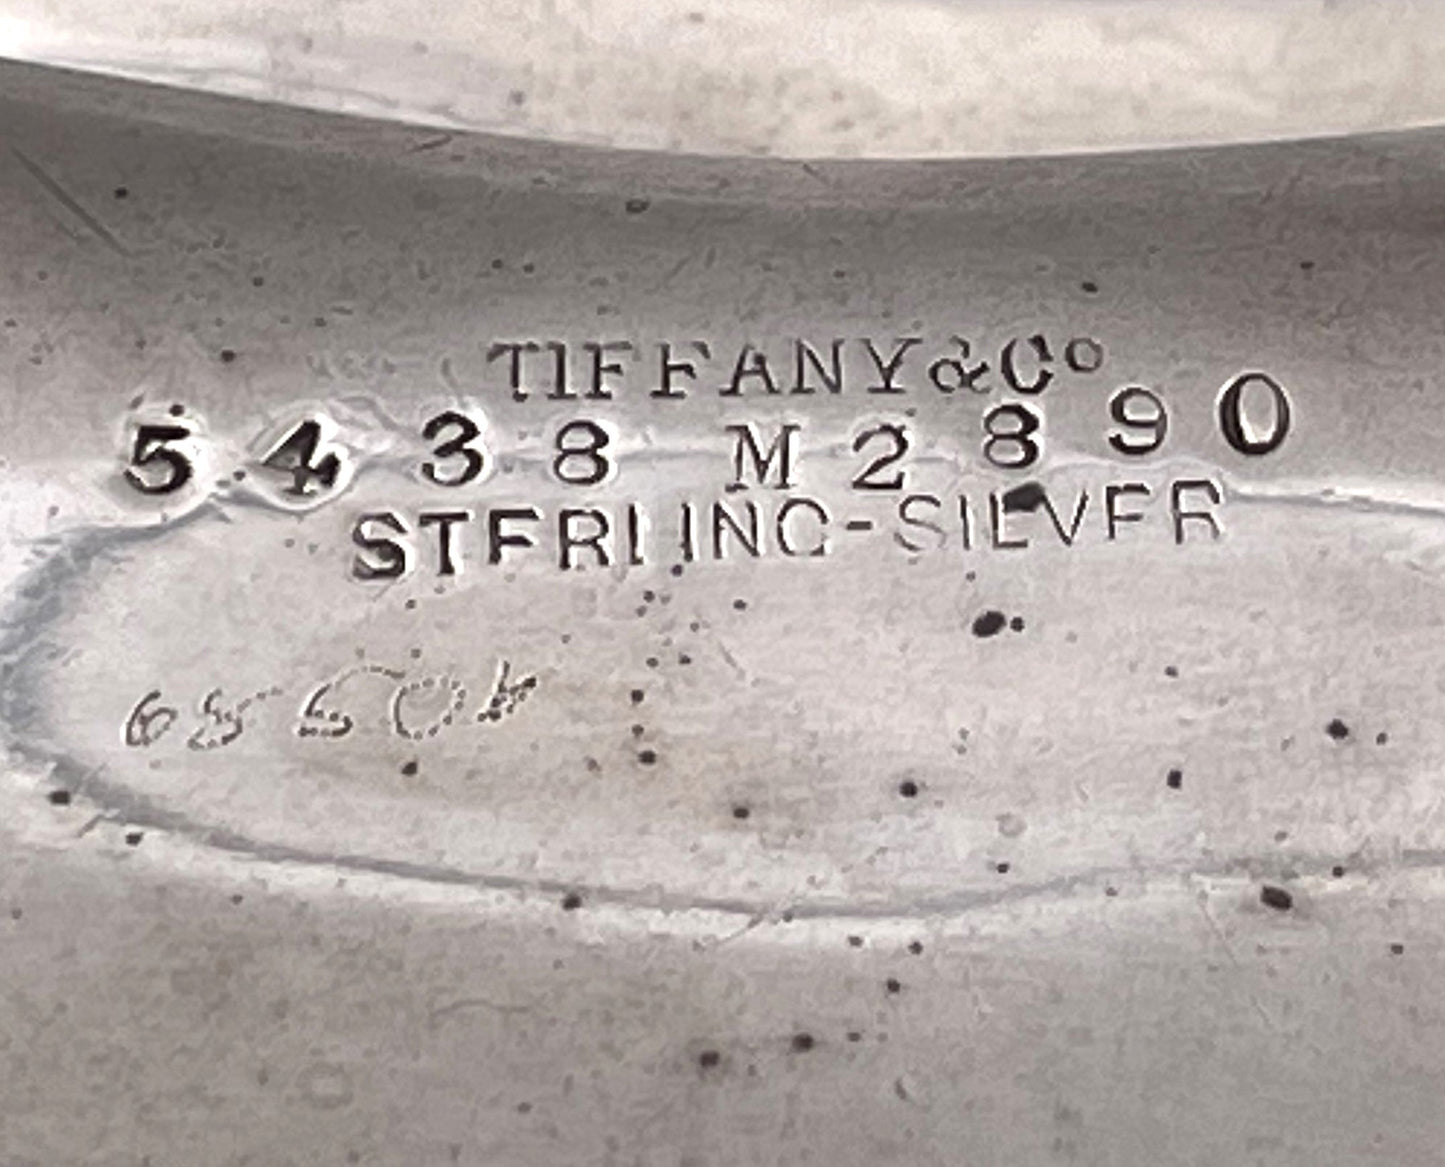 TIFFANY & Cº
5438 M 2890
STERLING-SILVER